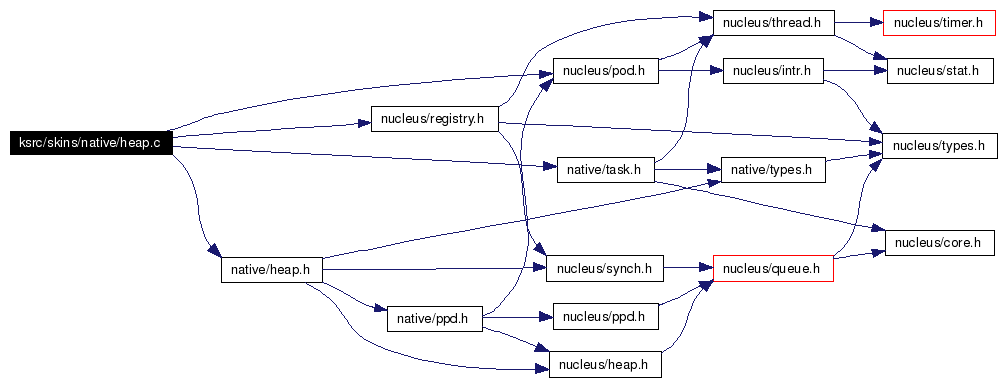 nucleus/thread.h
nucleus/timer.h
nucleus/pod.h
nucleus/intr.h
nucleus/stat.h
nucleus/registry.h
ksrc/skins/native/heap.c
nucleus/types.h
native/task.h
native/types.h
nucleus/core.h
native/heap.h
nucleus/synch.h
nucleus/queue.h
native/ppd.h
nucleus/ppd.h
nucleus/heap.h